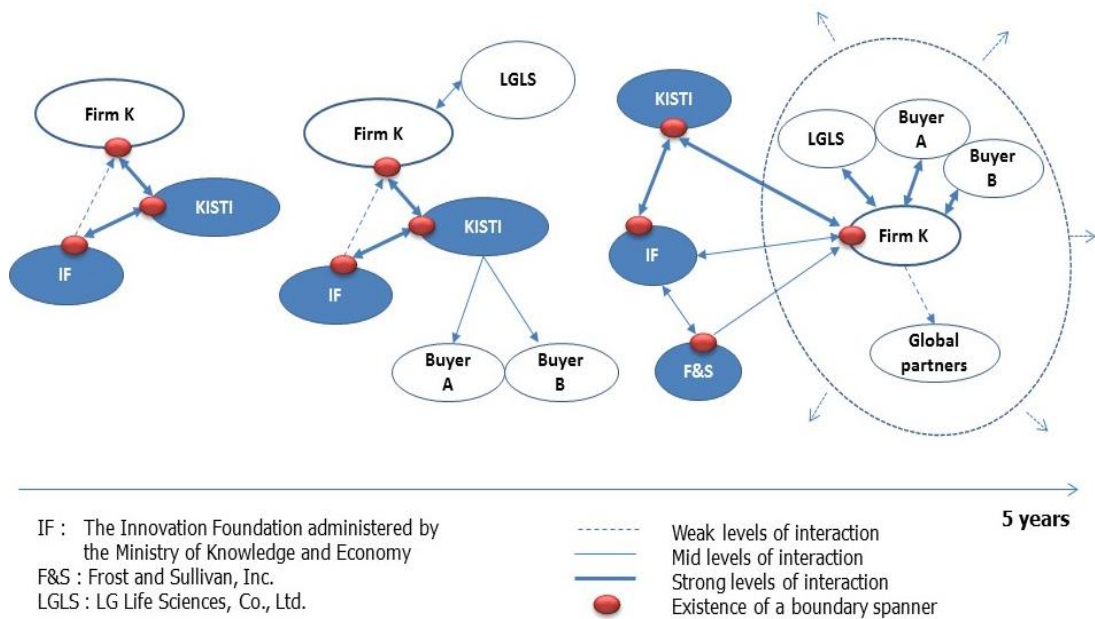 Firm K
KISTI
IF
LGLS
Firm K
KISTI
IF
Buyer
A
Buyer
B
KISTI
LGLS
Buyer
A
Buyer
B
Firm K
IF
F&S
Global
partners
5 years
IF : The Innovation Foundation administered by
the Ministry of Knowledge and Economy
F&S : Frost and Sullivan, Inc.
LGLS : LG Life Sciences, Co., Ltd.
Weak levels of interaction
Mid levels of interaction
Strong levels of interaction
Existence of a boundary spanner